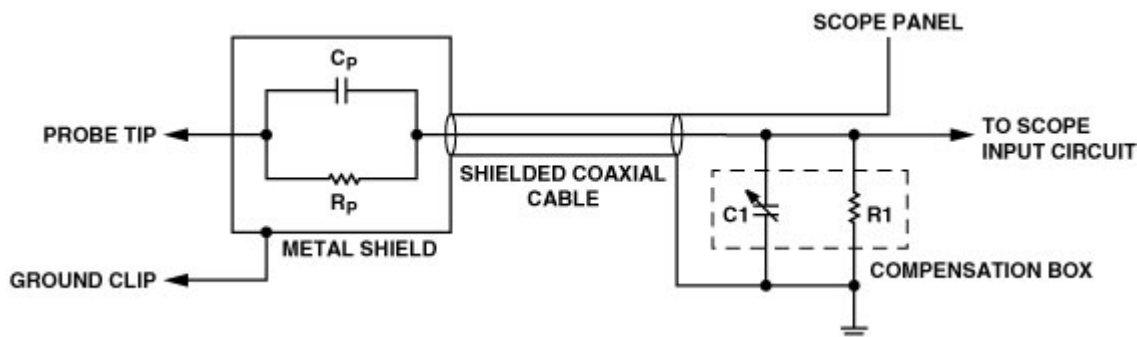 SCOPE PANEL
CP
PROBE TIP
TO SCOPE
INPUT CIRCUIT
RP
SHIELDED COAXIAL
CABLE
C1
R1
METAL SHIELD
GROUND CLIP
COMPENSATION BOX